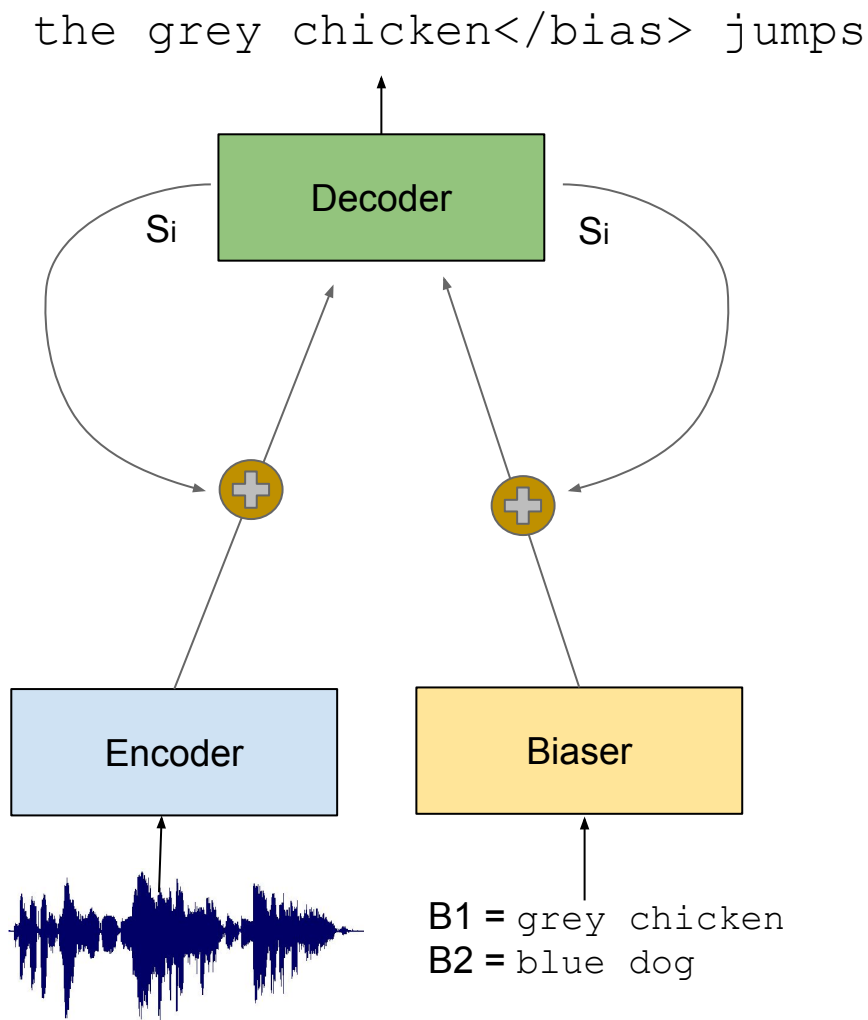 the grey chicken</bias> jumps
Decoder
Si
Si
Encoder
Biaser
B1 = grey chicken
B2 = blue dog